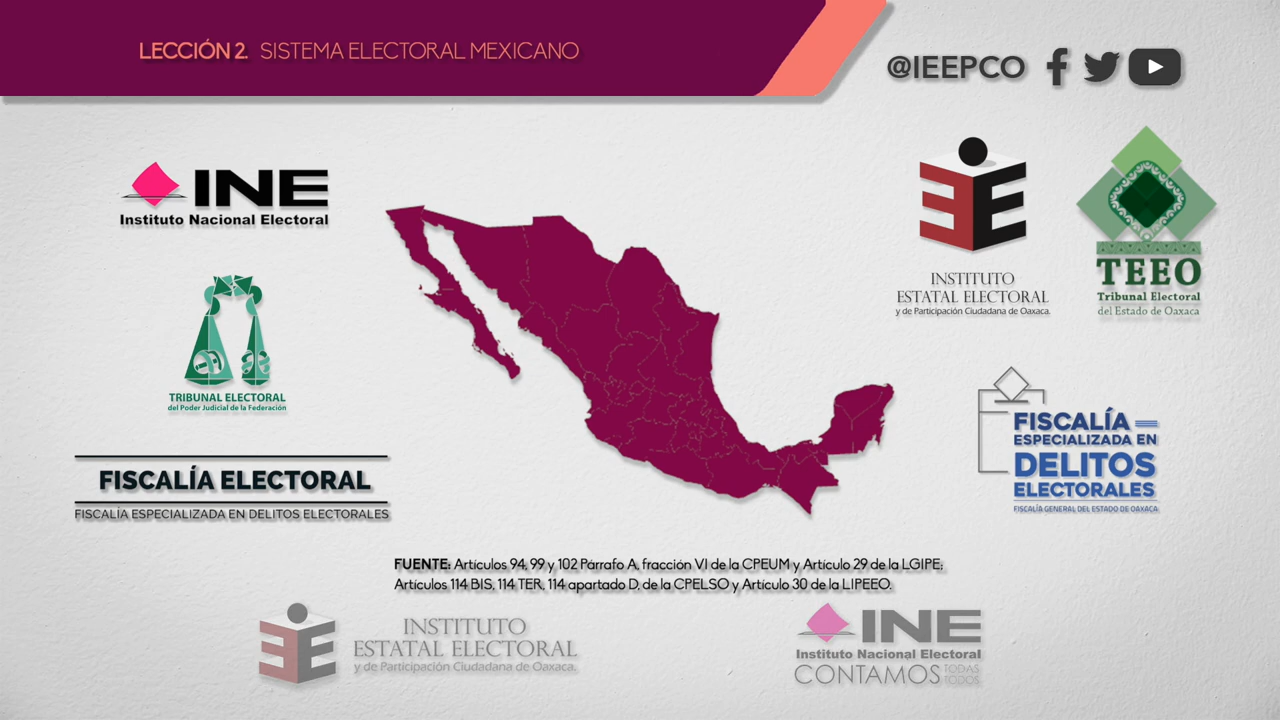 LECCIÓN 2. SISTEMA ELECTORAL MEXICANO
@IEEPCO
INE
Instituto Nacional Electoral
TRIBUNAL ELECTORAL
del Poder Judicial de la Federación
FISCALÍA ELECTORAL
FISCALÍA ESPECIALIZADA EN DELITOS ELECTORALES
INSTITUTO
ESTATAL ELECTORAL
y de Participación Ciudadana de Oaxaca.
TEEO
Tribunal Electoral
del Estado de Oaxaca
FISCALÍA
ESPECIALIZADA EN
DELITOS
ELECTORALES
FISCALÍA GENERAL DEL ESTADO DE OAXACA
FUENTE: Artículos 94, 99 y 102 Párrafo A, fracción VI de la CPEUM y Artículo 29 de la LGIPE;
Artículos 114 BIS, 114 TER, 114 apartado D, de la CPELSO y Artículo 30 de la LIPEEO.
INSTITUTO
ESTATAL ELECTORAL
y de Participación Ciudadana de Oaxaca.
INE
Instituto Nacional Electoral
CONTAMOS TODAS
TODOS